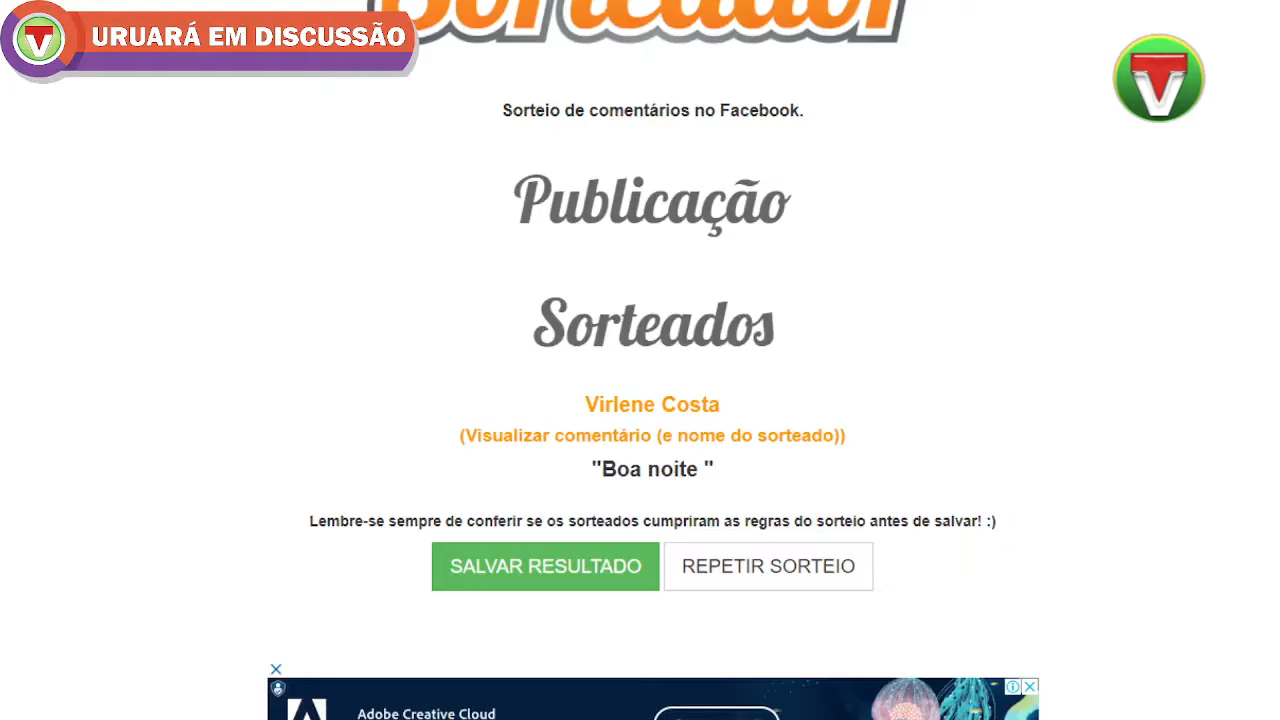 Sorteador
URUARÁ EM DISCUSSÃO
Sorteio de comentários no Facebook.
Publicação
Sorteados
Virlene Costa
(Visualizar comentário (e nome do sorteado))
"Boa noite "
Lembre-se sempre de conferir se os sorteados cumpriram as regras do sorteio antes de salvar! :)
SALVAR RESULTADO REPETIR SORTEIO
Adobe Creative Cloud